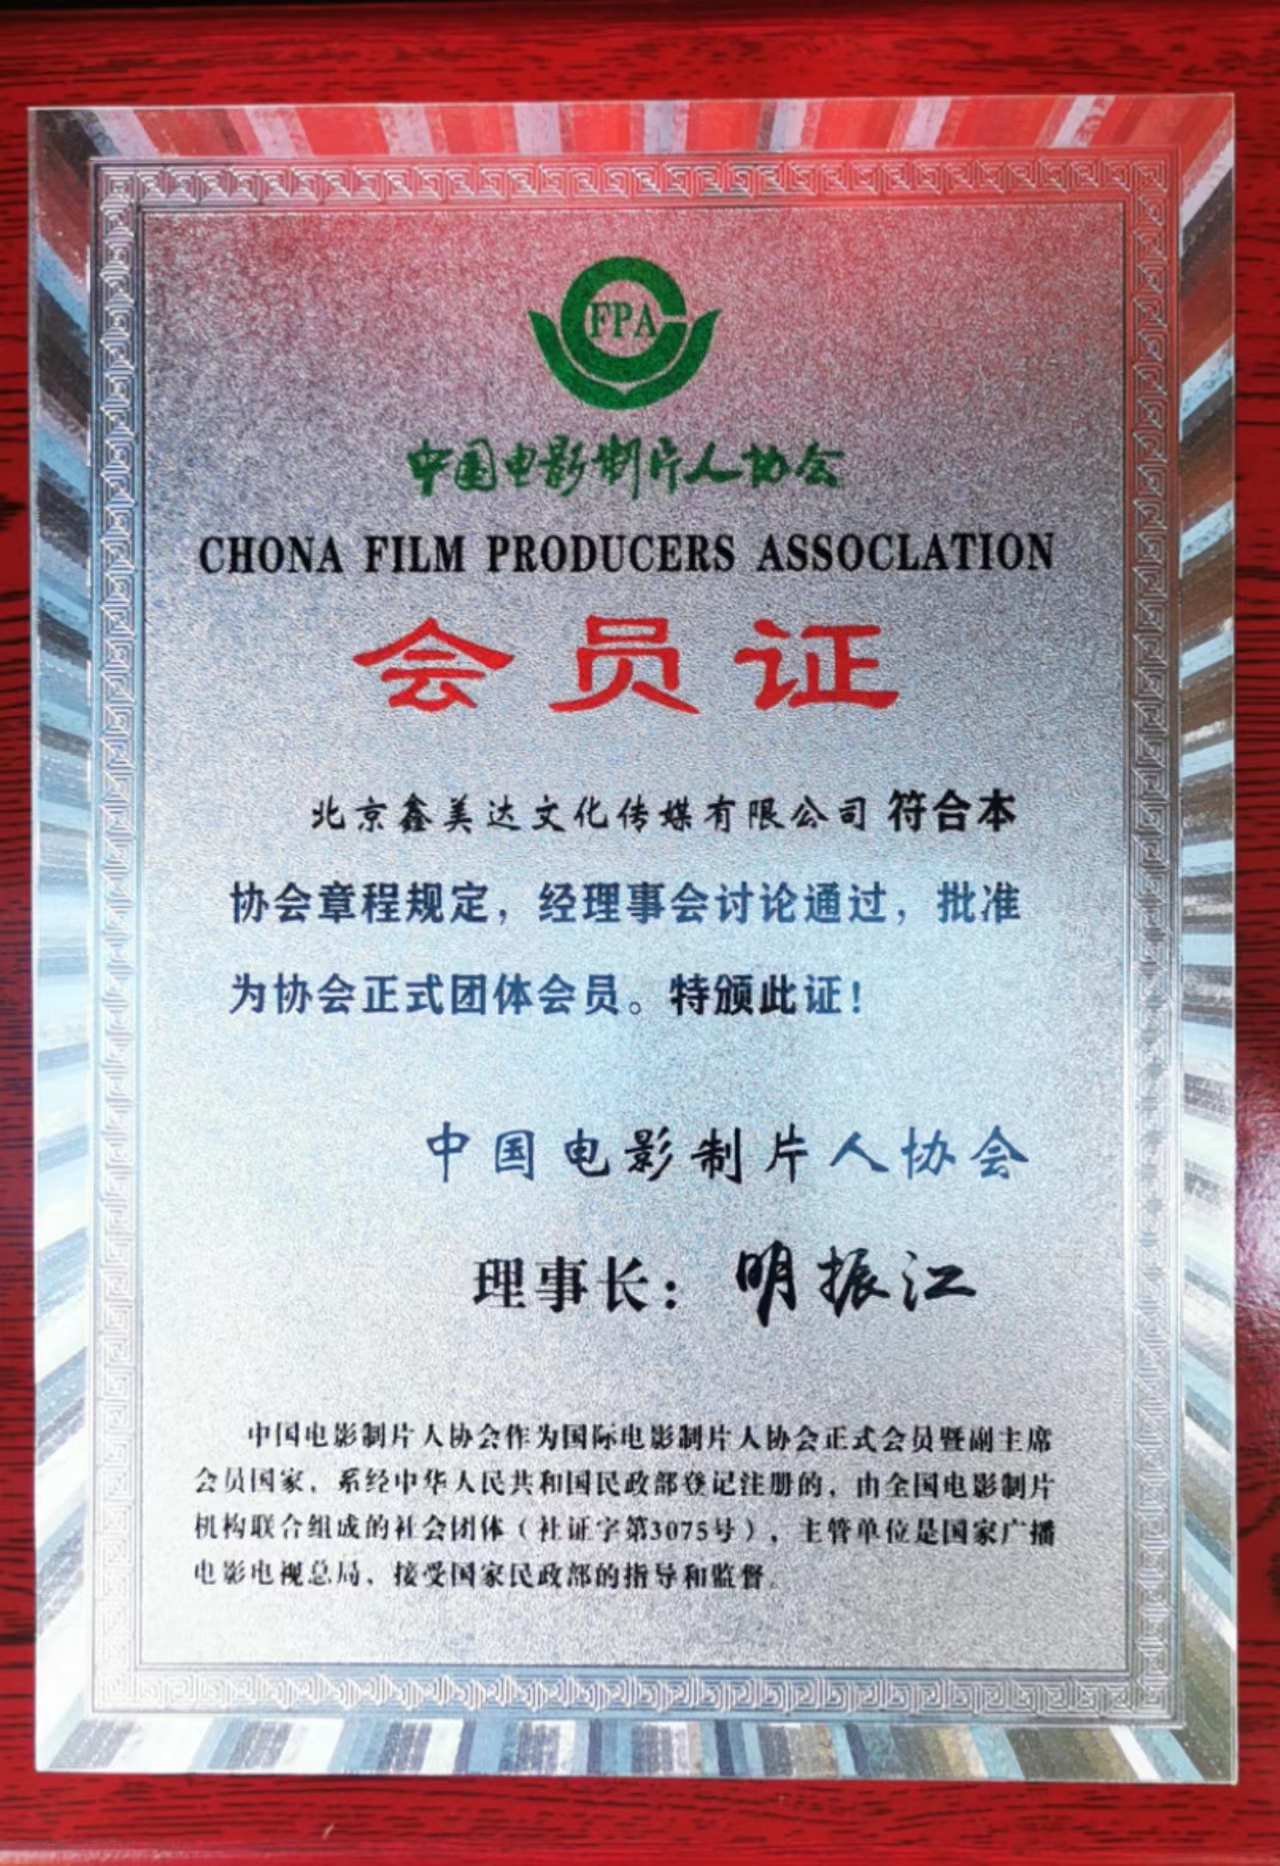 FPA
中国电影制片人协会
CHONA FILM PRODUCERS ASSOCLATION
会员证
北京鑫美达文化传媒有限公司 符合本
协会章程规定，经理事会讨论通过，批准
为协会正式团体会员。特颁此证！
中国电影制片人协会
理事长：明振江
中国电影制片人协会作为国际电影制片人协会正式会员暨副主席
会员国家，系经中华人民共和国民政部登记注册的，由全国电影制片
机构联合组成的社会团体（社证字第3075号），主管单位是国家广播
电影电视总局，接受国家民政部的指导和监督。